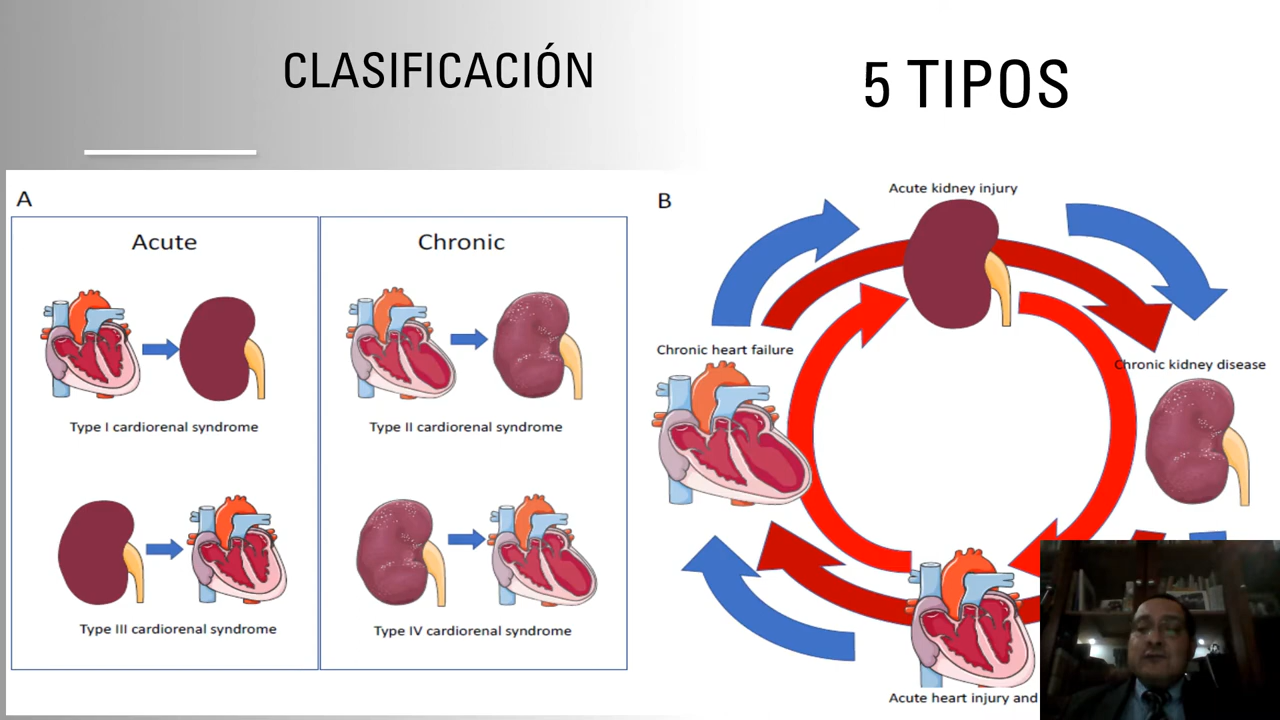 CLASIFICACIÓN
5 TIPOS
A
Acute
Chronic
Type I cardiorenal syndrome
Type II cardiorenal syndrome
Type III cardiorenal syndrome
Type IV cardiorenal syndrome
B
Acute kidney injury
Chronic heart failure
Chronic kidney disease
Acute heart injury and